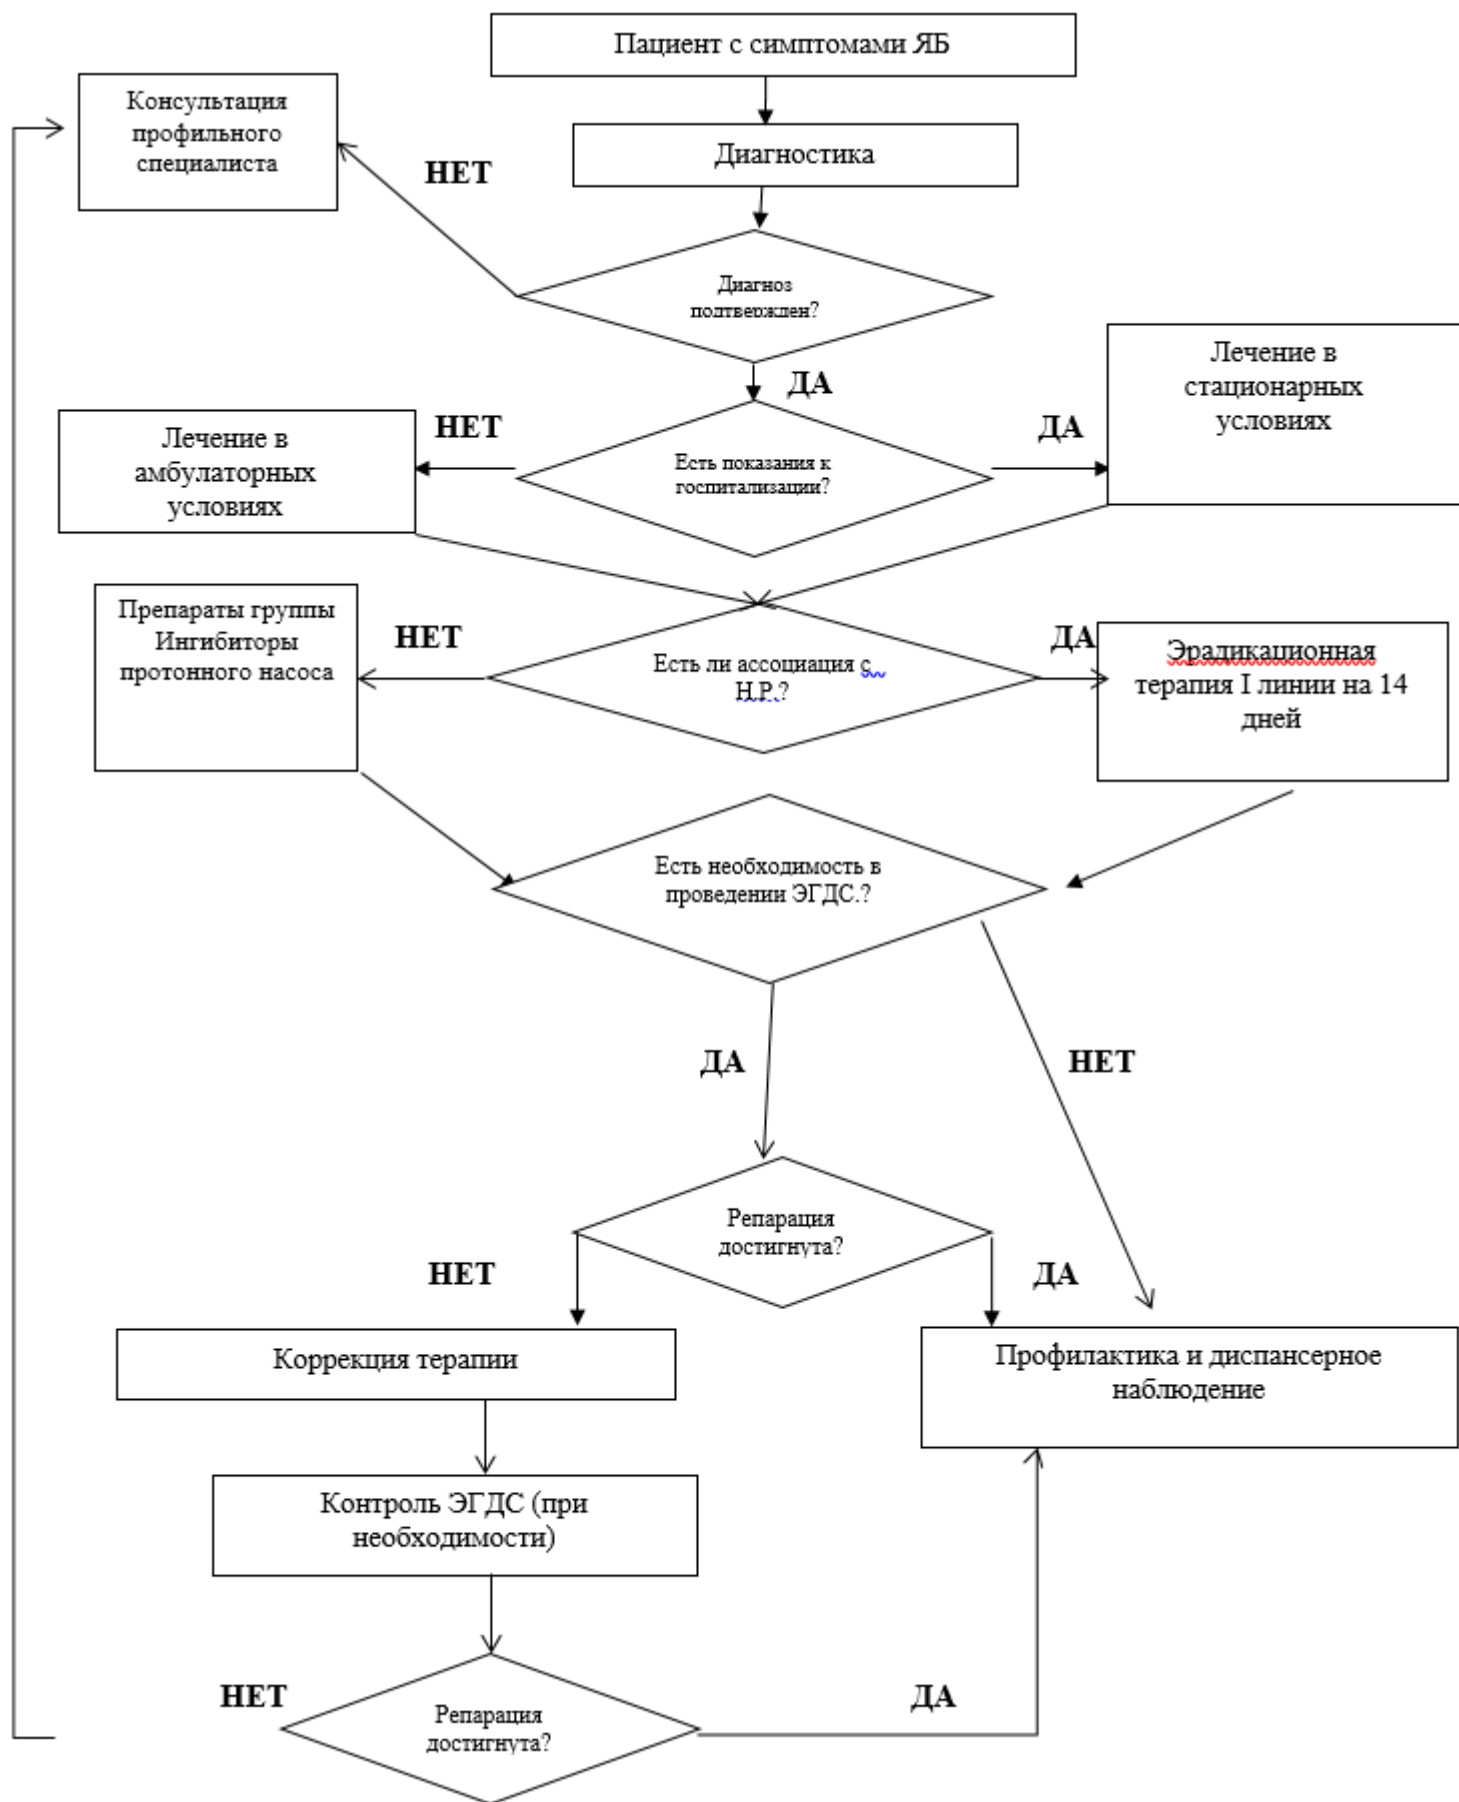 Пациент с симптомами ЯБ
Консультация
профильного
специалиста
НЕТ
Диагностика
Диагноз
подтвержден?
ДА
Лечение в
стационарных
условиях
НЕТ
ДА
Лечение в
амбулаторных
условиях
Есть показания к
госпитализации?
Препараты группы
Ингибиторы
протонного насоса
НЕТ
Есть ли ассоциация с
Н.Р.?
ДА
Эрадикационная
терапия I линии на 14
дней
Есть необходимость в
проведении ЭГДС.?
ДА
НЕТ
Репарация
достигнута?
НЕТ
ДА
Коррекция терапии
Профилактика и диспансерное
наблюдение
Контроль ЭГДС (при
необходимости)
НЕТ
Репарация
достигнута?
ДА